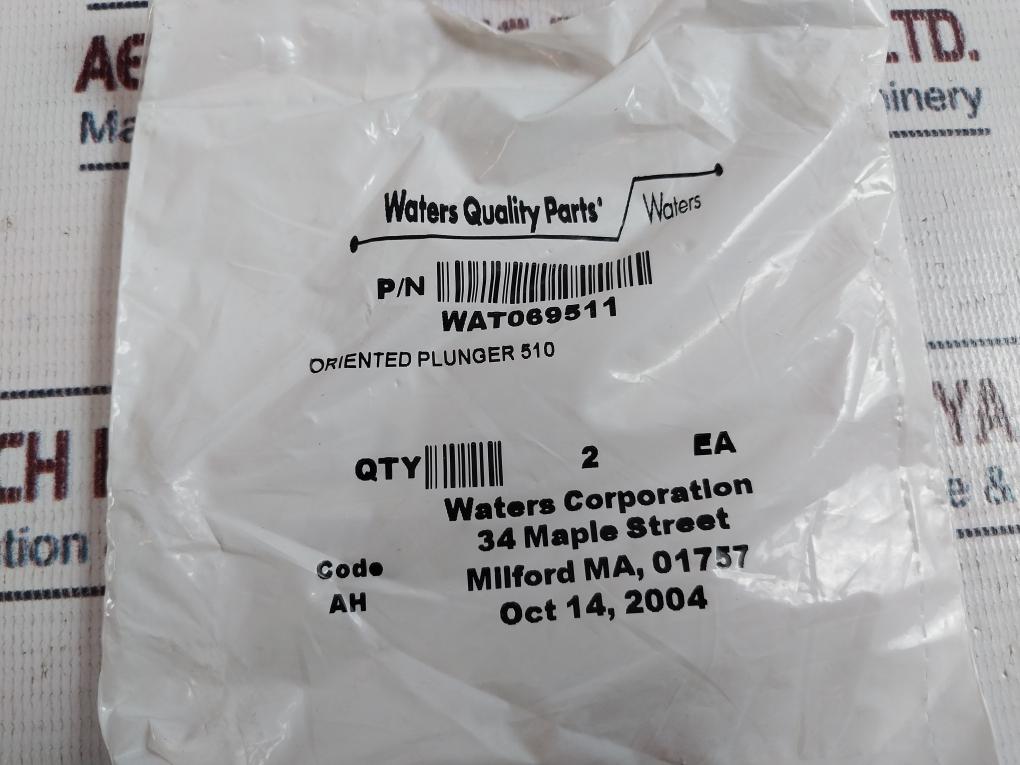 LTD.
Waters Quality Parts'
Waters
P/N
WAT069511
ORIENTED PLUNGER 510
QTY 2 EA
Waters Corporation
34 Maple Street
Code Milford MA, 01757
AH Oct 14, 2004